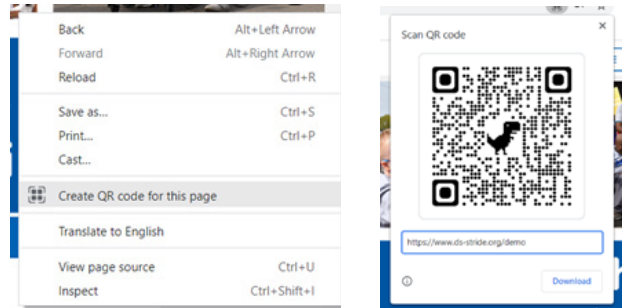 Back Alt+Left Arrow
Forward Alt+Right Arrow
Reload Ctrl+R
Save as... Ctrl+S
Print... Ctrl+P
Cast...
Create QR code for this page
Translate to English
View page source Ctrl+U
Inspect Ctrl+Shift+I
Scan QR code
https://www.ds-stride.org/demo
Download